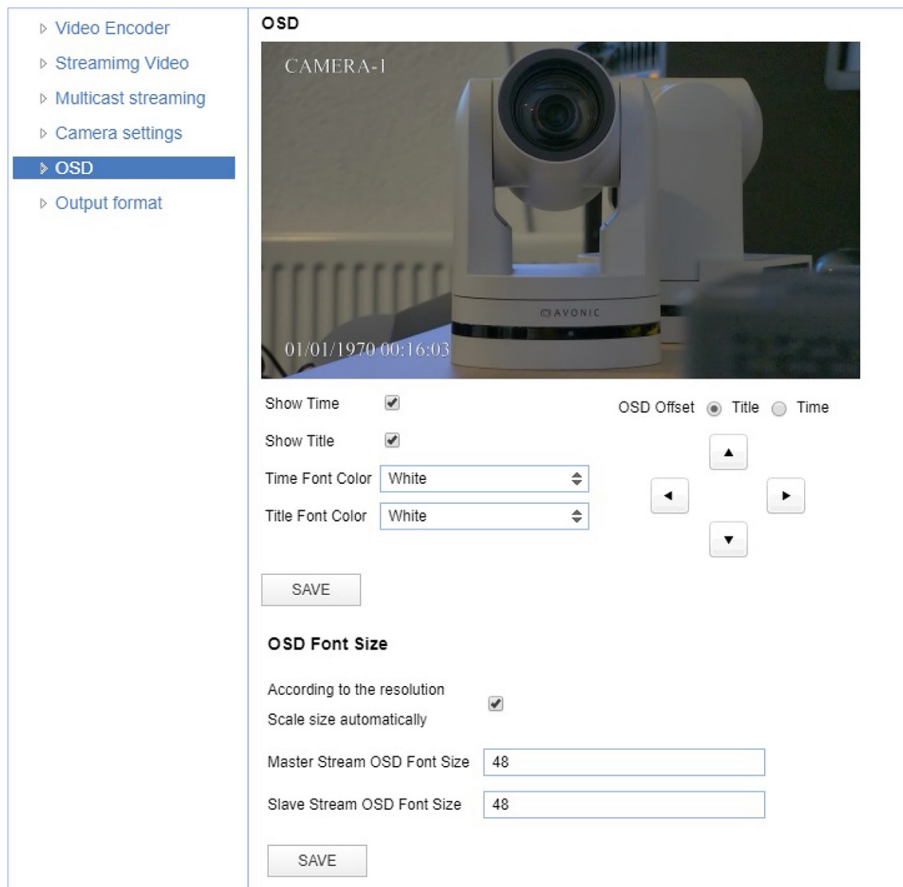 Video Encoder
Streamimg Video
Multicast streaming
Camera settings
OSD
Output format
OSD
CAMERA-1
AVONIC
01/01/1970 00:16:03
Show Time
OSD Offset Title Time
Show Title
Time Font Color White
Title Font Color White
SAVE
OSD Font Size
According to the resolution
Scale size automatically
Master Stream OSD Font Size 48
Slave Stream OSD Font Size 48
SAVE